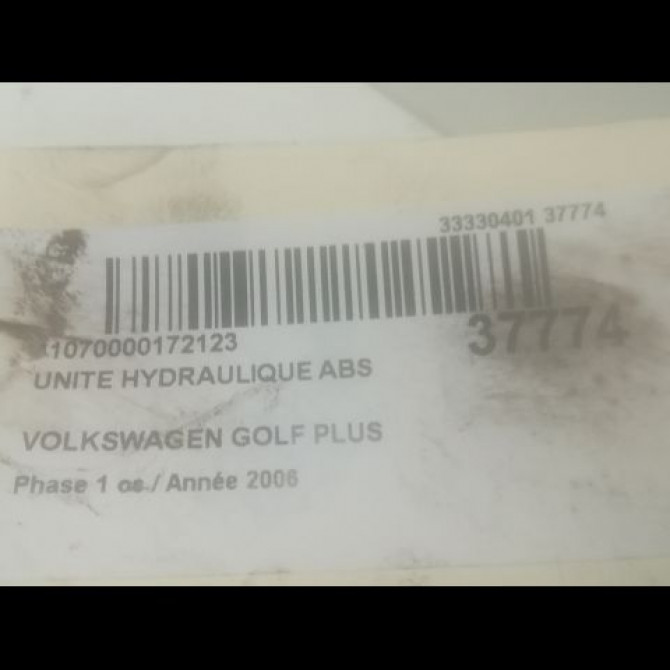 33330401 37774
37774
1070000172123
UNITE HYDRAULIQUE ABS
VOLKSWAGEN GOLF PLUS
Phase 1 / Année 2006